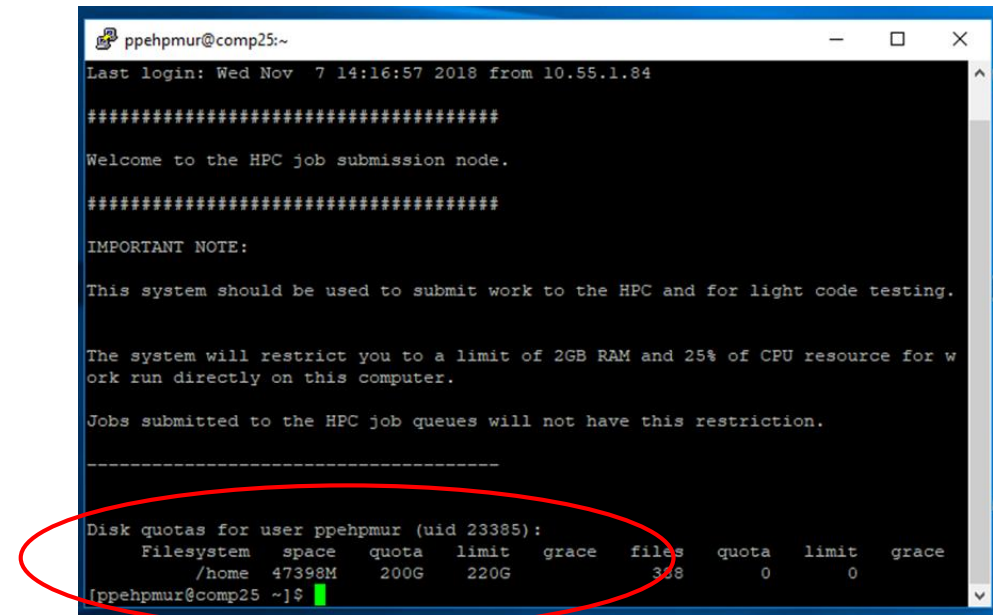 ppehpmur@comp25:~
Last login: Wed Nov  7 14:16:57 2018 from 10.55.1.84
######################################
Welcome to the HPC job submission node.
######################################
IMPORTANT NOTE:
This system should be used to submit work to the HPC and for light code testing.
The system will restrict you to a limit of 2GB RAM and 25% of CPU resource for w
ork run directly on this computer.
Jobs submitted to the HPC job queues will not have this restriction.
--------------------------------------
Disk quotas for user ppehpmur (uid 23385):
     Filesystem   space   quota   limit   grace   files   quota   limit   grace
          /home  47398M    200G    220G             338       0       0
[ppehpmur@comp25 ~]$